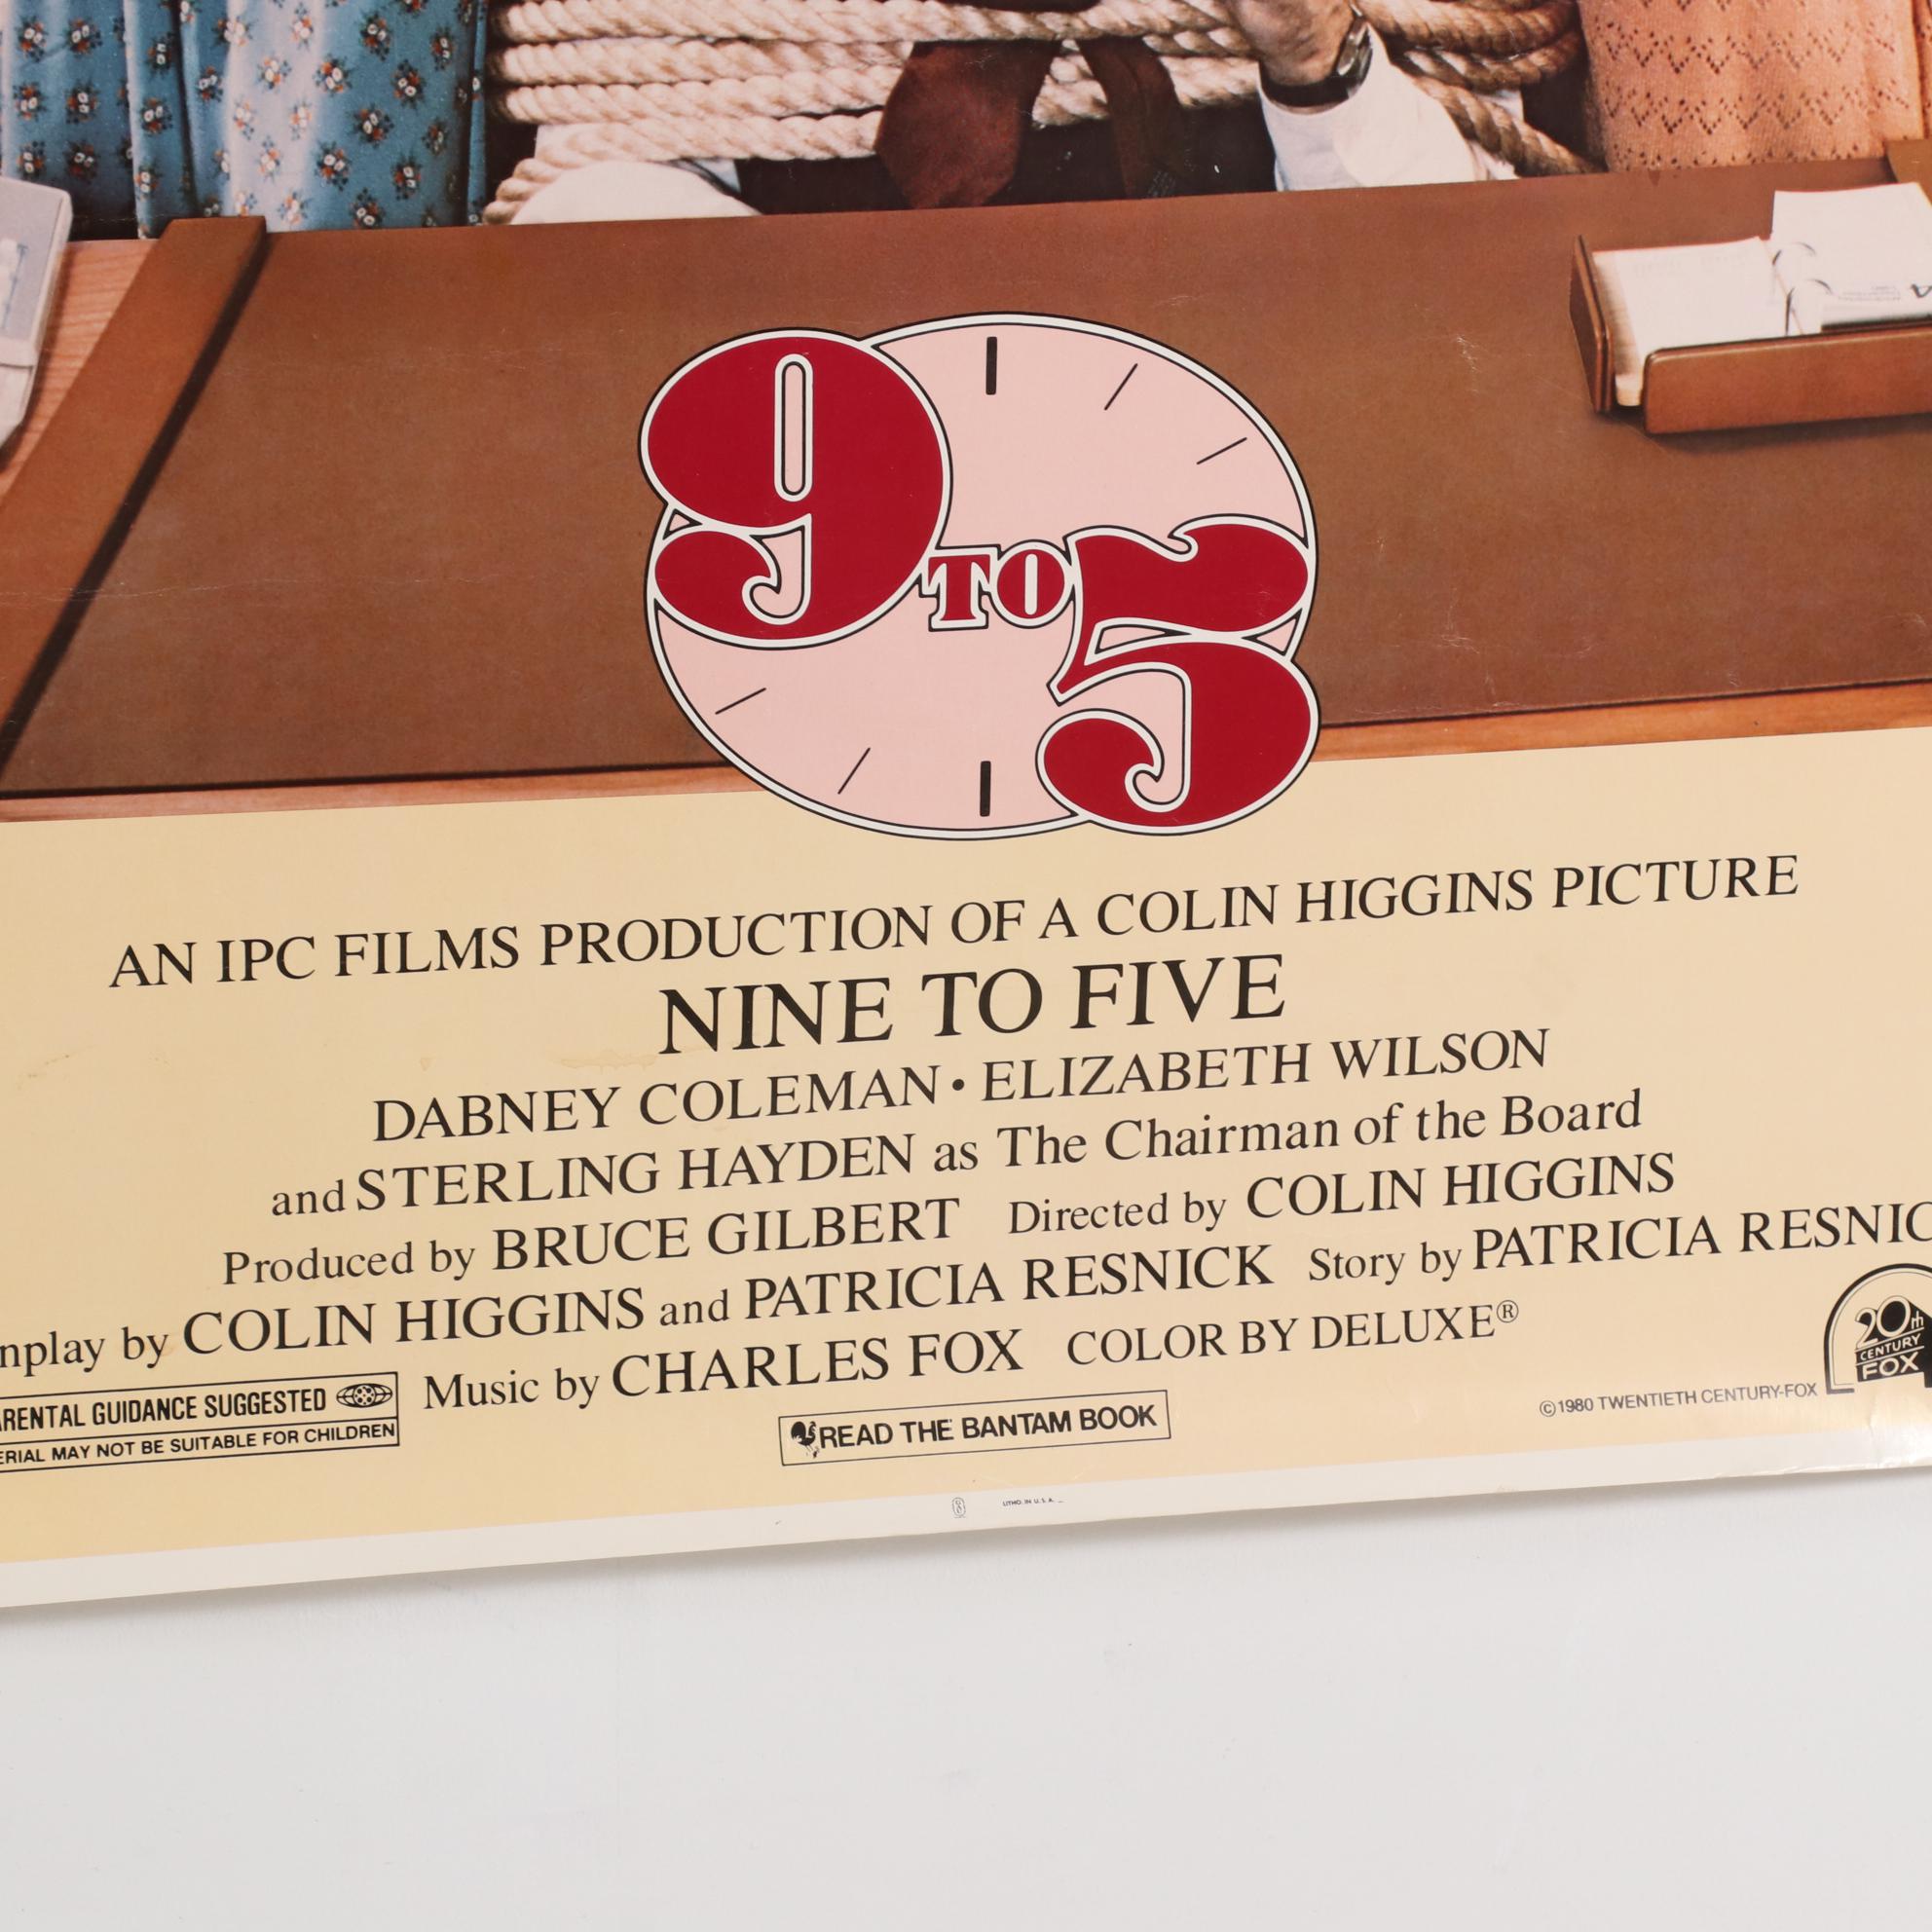 9 TO 5
AN IPC FILMS PRODUCTION OF A COLIN HIGGINS PICTURE
NINE TO FIVE
DABNEY COLEMAN • ELIZABETH WILSON
and STERLING HAYDEN as The Chairman of the Board
Produced by BRUCE GILBERT Directed by COLIN HIGGINS
nplay by COLIN HIGGINS and PATRICIA RESNICK Story by PATRICIA RESNIC
Music by CHARLES FOX COLOR BY DELUXE®
RENTAL GUIDANCE SUGGESTED
ERIAL MAY NOT BE SUITABLE FOR CHILDREN
READ THE BANTAM BOOK
©1980 TWENTIETH CENTURY-FOX
20th
CENTURY
FOX
LITHO. IN U.S.A.